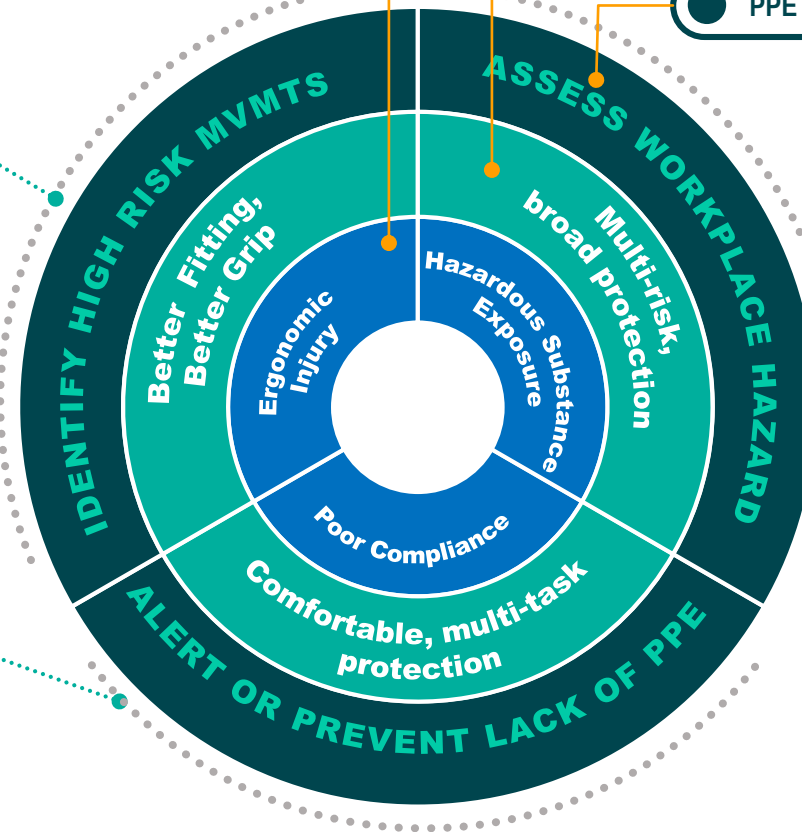 PPE
IDENTIFY HIGH RISK MVMTS
ASSESS WORKPLACE HAZARD
ALERT OR PREVENT LACK OF PPE
Better Fitting,
Better Grip
Multi-risk,
broad protection
Comfortable, multi-task
protection
Ergonomic
Injury
Hazardous Substance
Exposure
Poor Compliance